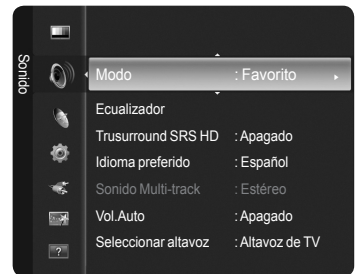 Sonido
Modo : Favorito
Ecualizador
Trusurround SRS HD : Apagado
Idioma preferido : Español
Sonido Multi-track : Estéreo
Vol.Auto : Apagado
Seleccionar altavoz : Altavoz de TV
?